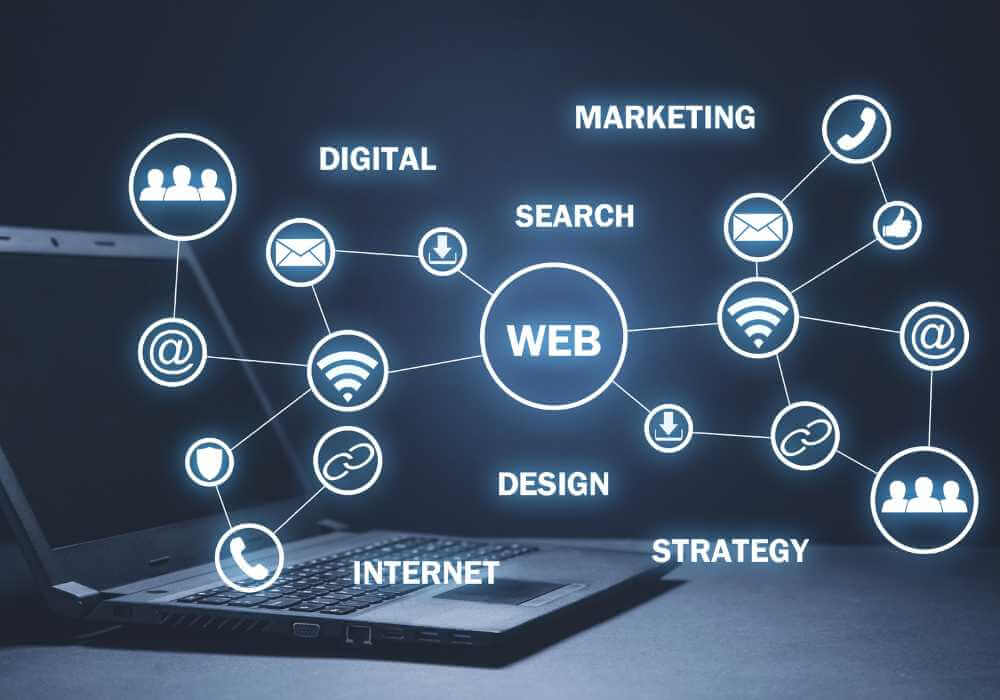 MARKETING
DIGITAL
SEARCH
WEB
DESIGN
STRATEGY
INTERNET
@
@